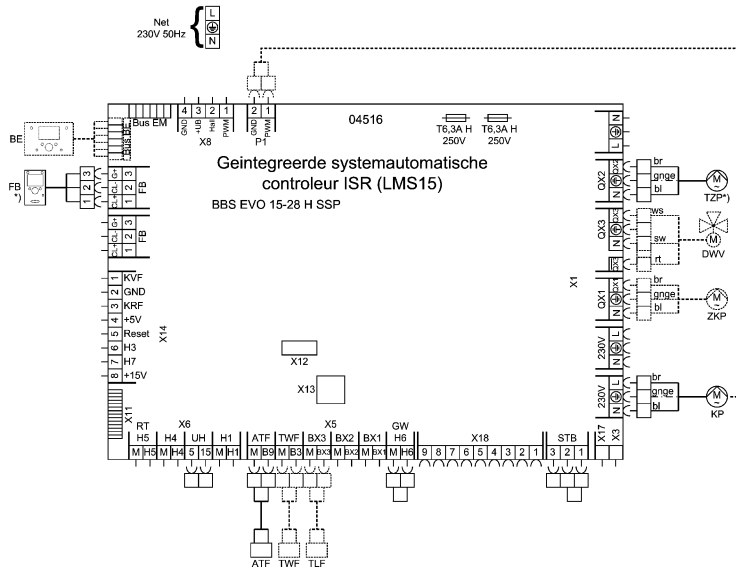 Net
230V 50Hz
L
N
BE
Bus EM
Bus BE
4 3 2 1
GND +UB Hall PWM
X8
2 1
GND PWM
P1
04516
T6,3A H
250V
T6,3A H
250V
Geintegreerde systemautomatische
controleur ISR (LMS15)
BBS EVO 15-28 H SSP
FB
*)
3 G+
2 CL-
1 CL+
FB
G+ 3
CL- 2
CL+ 1
FB
1 KVF
2 GND
3 KRF
4 +5V
5 Reset
6 H3
7 H7
8 +15V
X14
X11
X12
X13
X1
N
L
QX2
QX2
N
br
gnge
bl
M
~
TZP*)
QX3
QX3
N
QX3
ws
sw
rt
M
DWV
QX1
QX1
N
br
gnge
bl
M
~
ZKP
230V
L
N
230V
L
N
br
gnge
bl
M
~
KP
X17
X3
RT
X6
X5
GW
X18
STB
H5 H4 UH H1 ATF TWF BX3 BX2 BX1 H6
M H5 M H4 5 15 M H1 M B9 M B3 M BX3 M BX2 M BX1 M H6 9 8 7 6 5 4 3 2 1 3 2 1
ATF TWF TLF